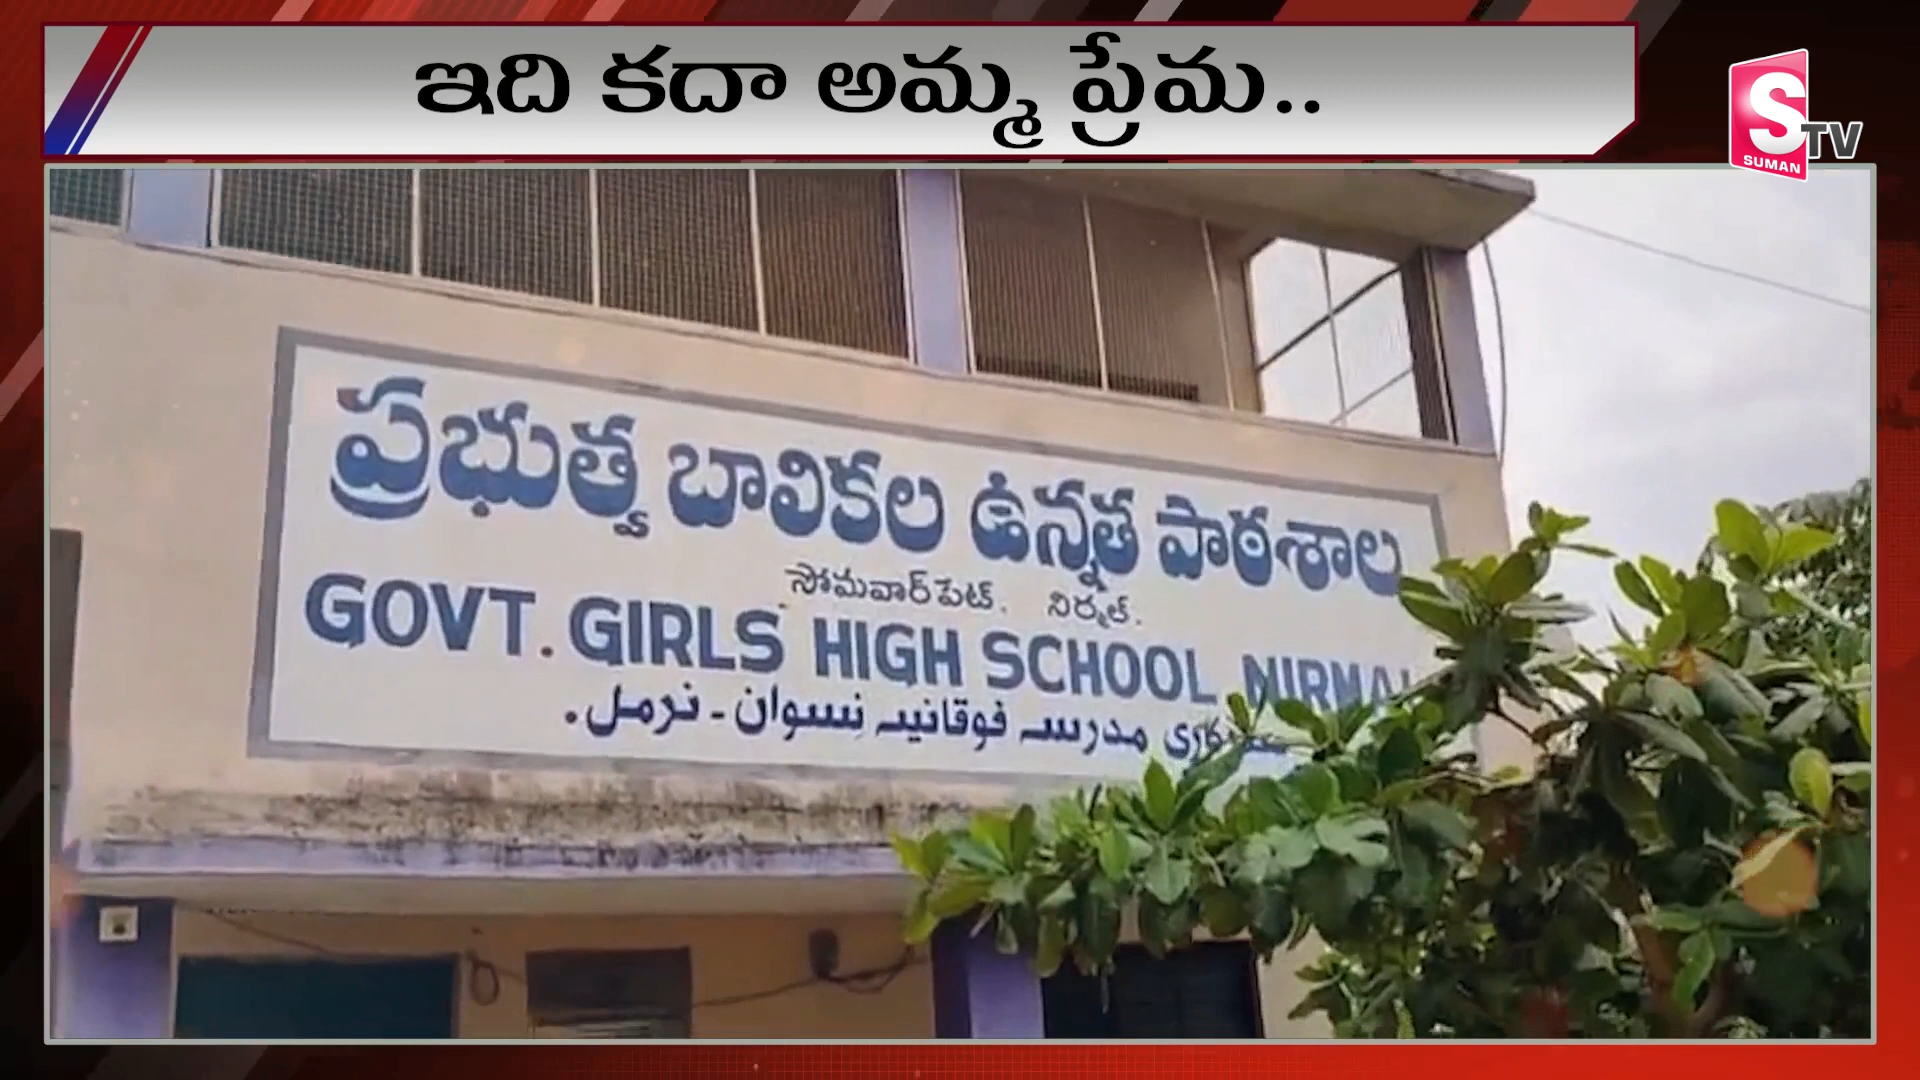 ఇది కదా అమ్మ ప్రేమ..
S TV
SUMAN
ప్రభుత్వ బాలికల ఉన్నత పాఠశాల
సోమవార్ పేట్. నిర్మల్.
GOVT. GIRLS HIGH SCHOOL NIRMAL
سرکاری مدرسہ فوقانیہ نسوان - نرمل.